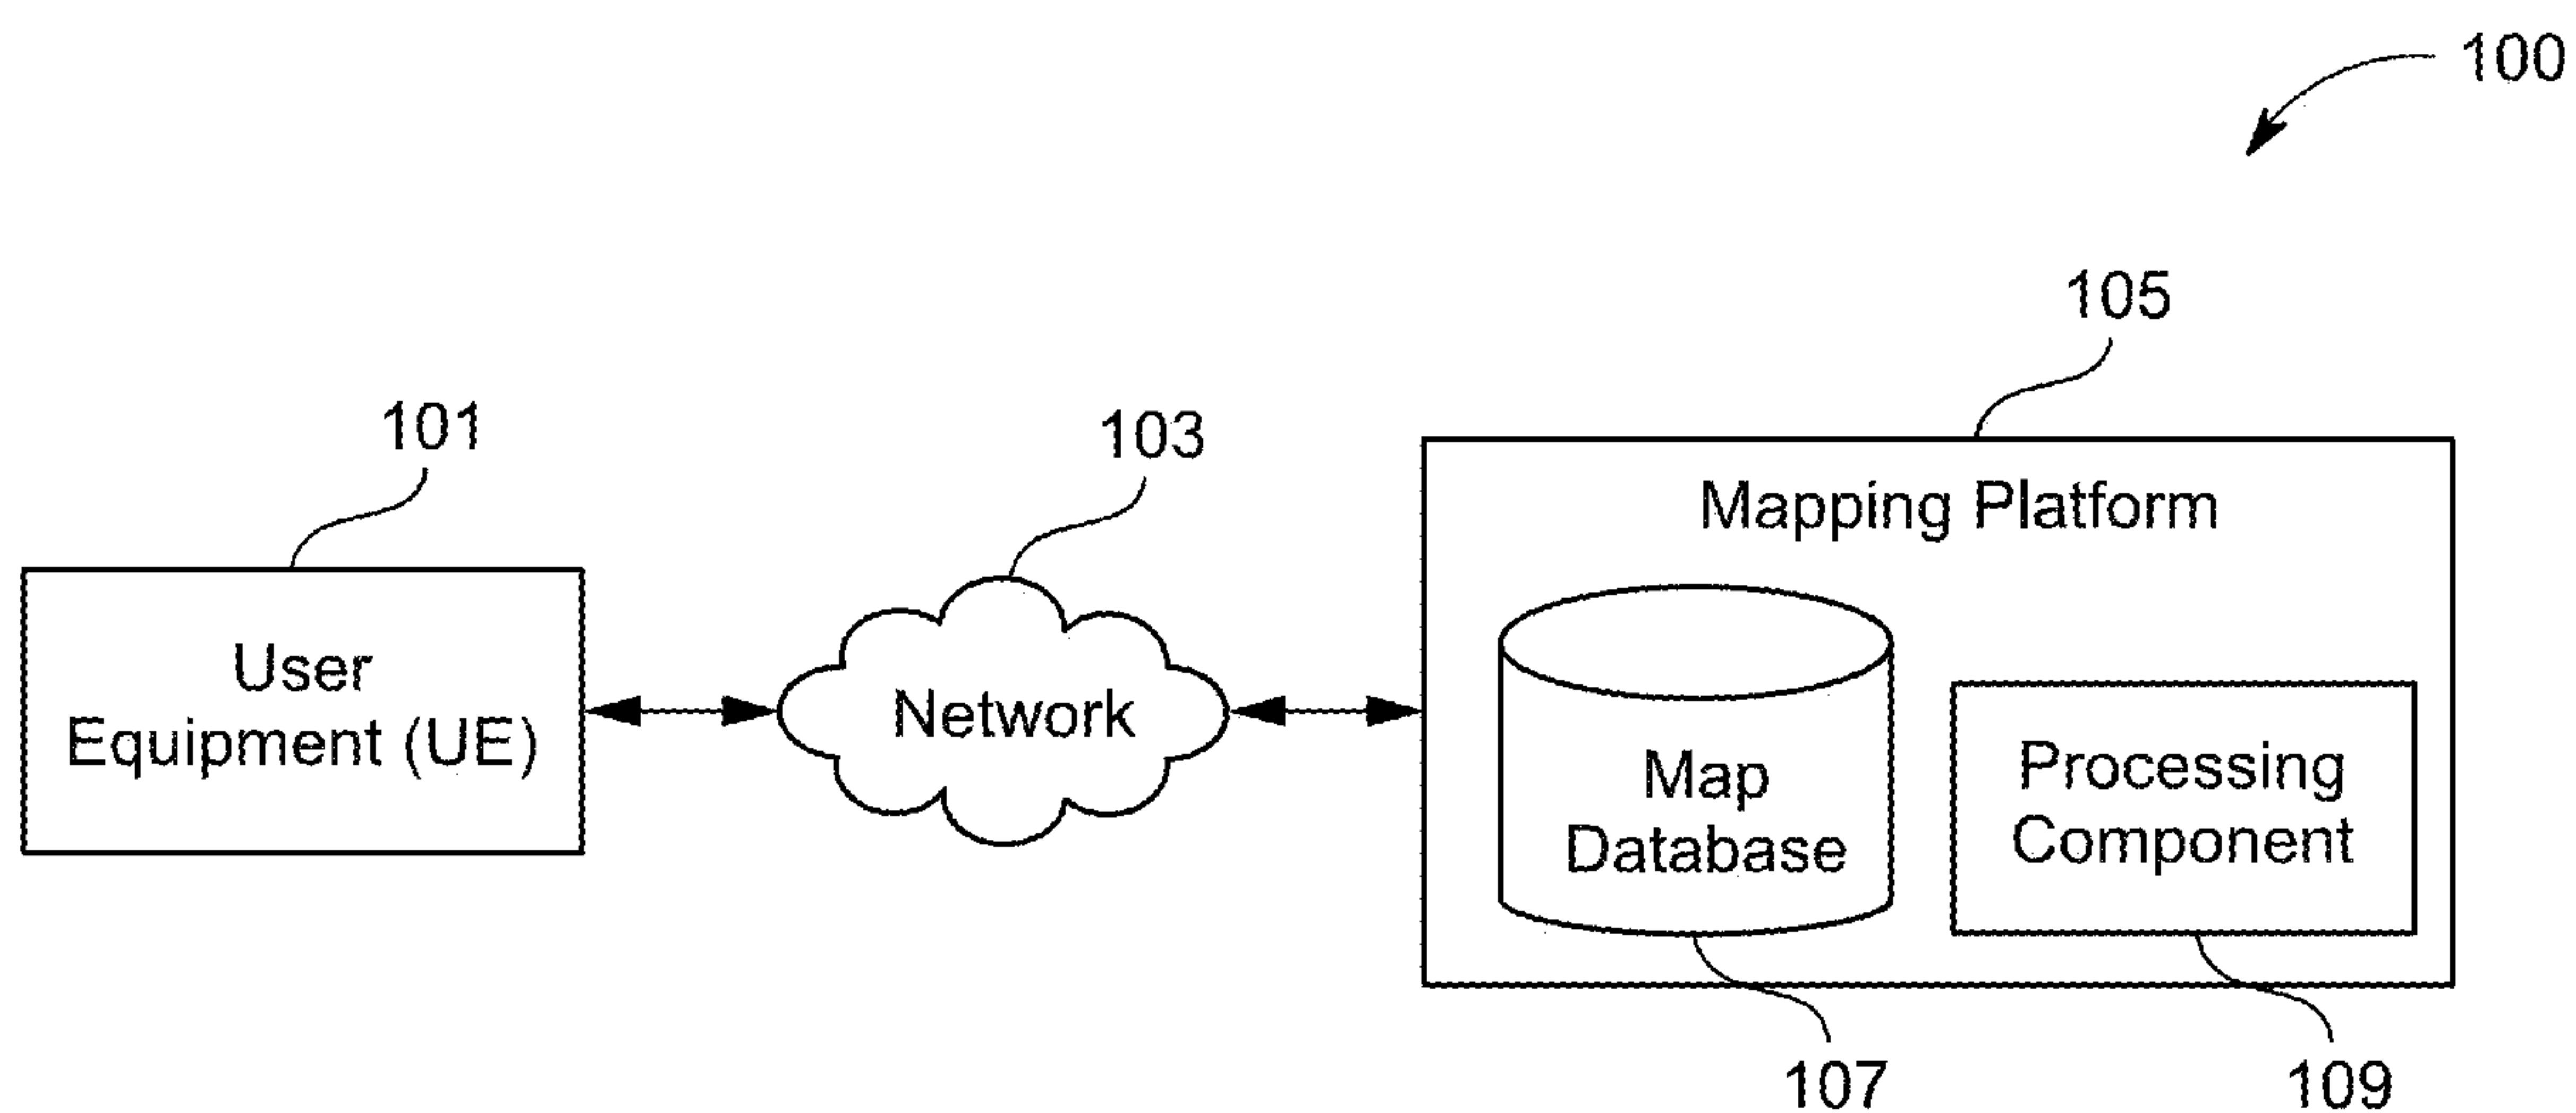 100
105
101
103
Mapping Platform
User
Equipment (UE)
Network
Map
Database
Processing
Component
107
109